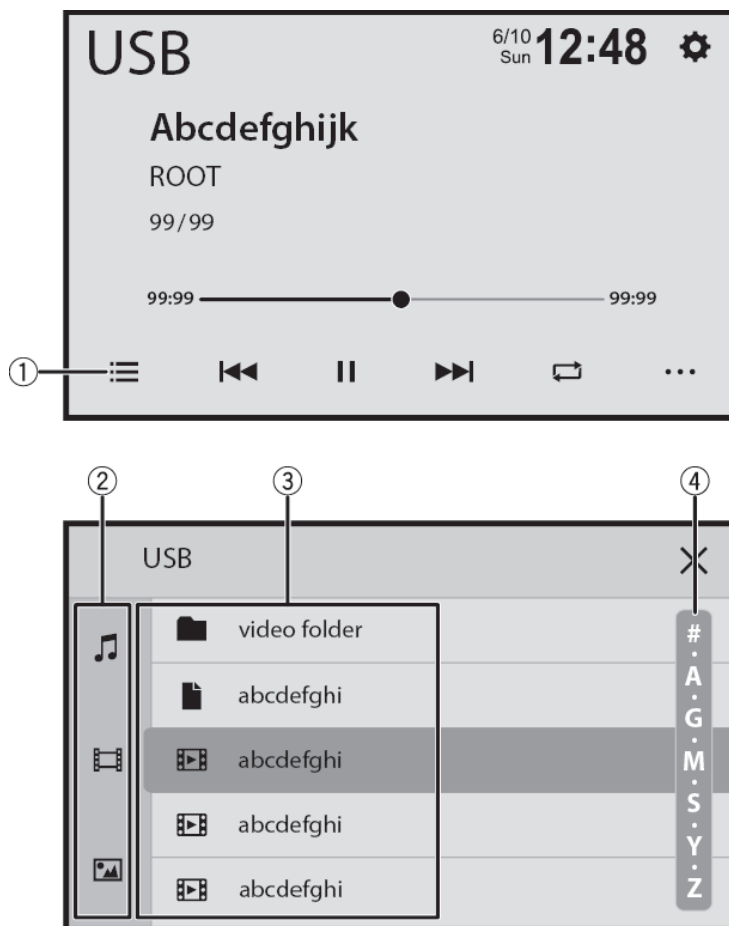 USB
6/10
Sun
12:48
Abcdefghijk
ROOT
99/99
99:99
99:99
①
②
③
④
USB
video folder
abcdefghi
abcdefghi
abcdefghi
abcdefghi
#
A
G
M
S
Y
Z